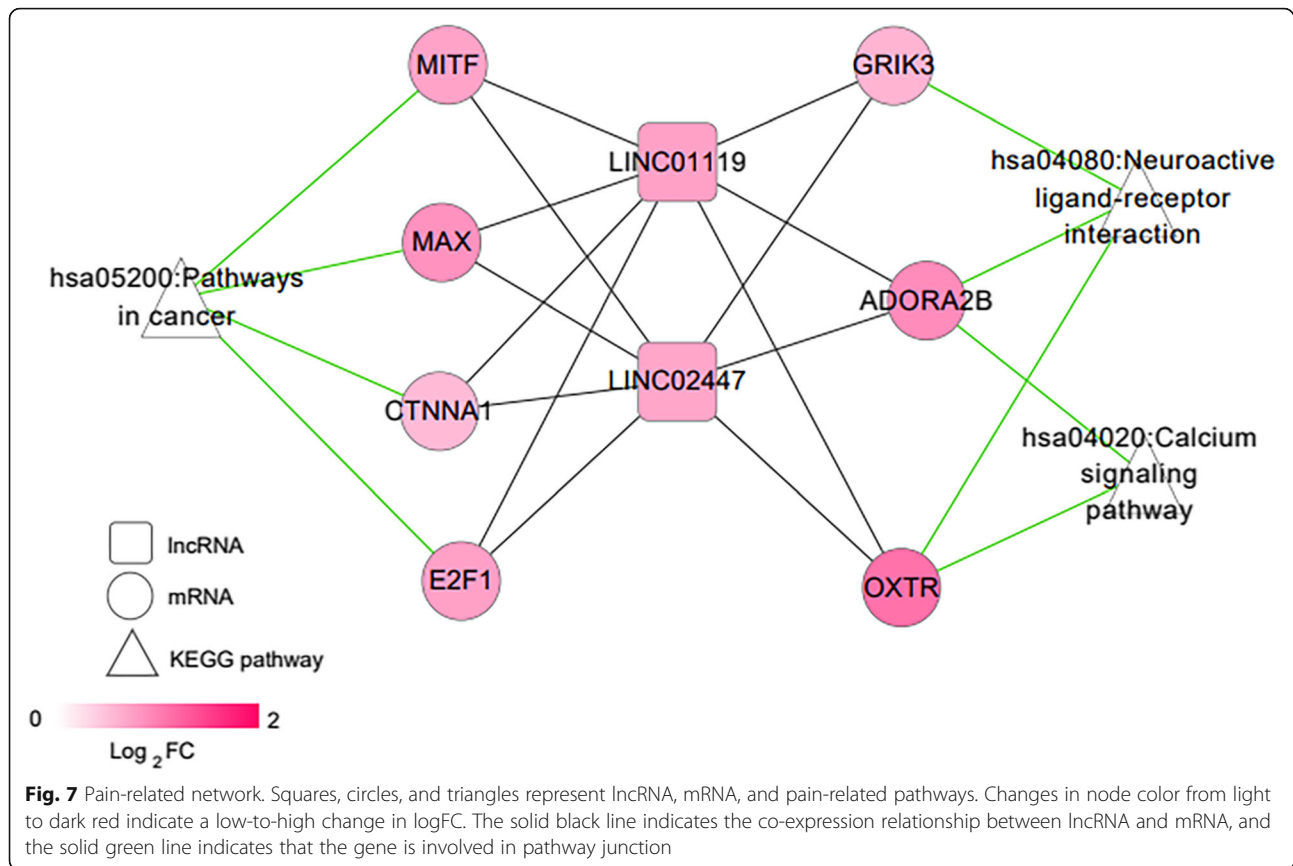 MITF
GRIK3
LINC01119
hsa04080:Neuroactive
ligand-receptor
interaction
MAX
hsa05200:Pathways
in cancer
ADORA2B
LINC02447
CTNNA1
hsa04020:Calcium
signaling
pathway
E2F1
OXTR
lncRNA
mRNA
KEGG pathway
0 2
Log 2FC
Fig. 7 Pain-related network. Squares, circles, and triangles represent lncRNA, mRNA, and pain-related pathways. Changes in node color from light
to dark red indicate a low-to-high change in logFC. The solid black line indicates the co-expression relationship between lncRNA and mRNA, and
the solid green line indicates that the gene is involved in pathway junction